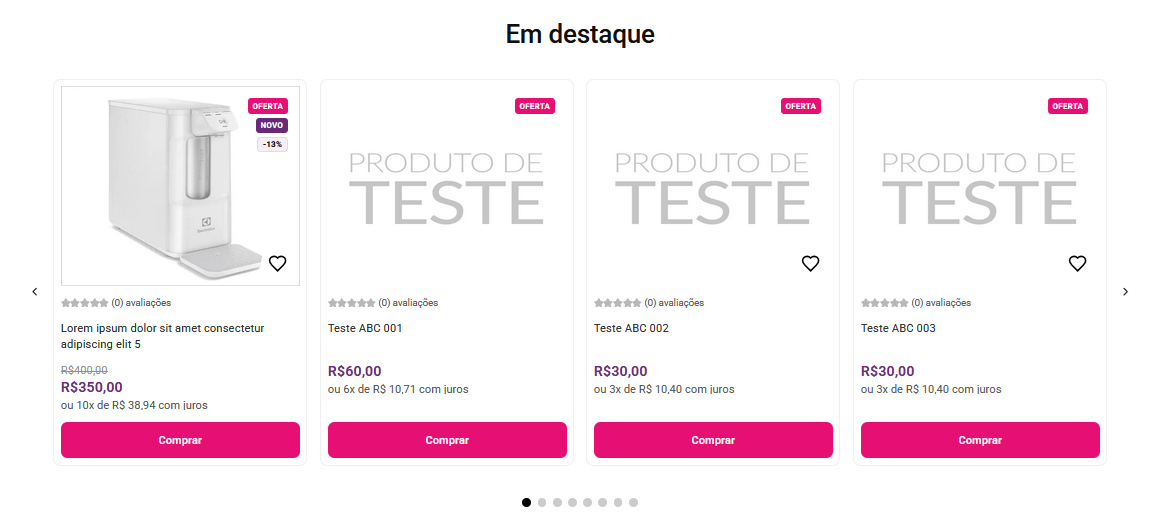 Em destaque
OFERTA
NOVO
-13%
Electrolux
(0) avaliações
Lorem ipsum dolor sit amet consectetur
adipiscing elit 5
R$400,00
R$350,00
ou 10x de R$ 38,94 com juros
Comprar
OFERTA
PRODUTO DE
TESTE
(0) avaliações
Teste ABC 001
R$60,00
ou 6x de R$ 10,71 com juros
Comprar
OFERTA
PRODUTO DE
TESTE
(0) avaliações
Teste ABC 002
R$30,00
ou 3x de R$ 10,40 com juros
Comprar
OFERTA
PRODUTO DE
TESTE
(0) avaliações
Teste ABC 003
R$30,00
ou 3x de R$ 10,40 com juros
Comprar